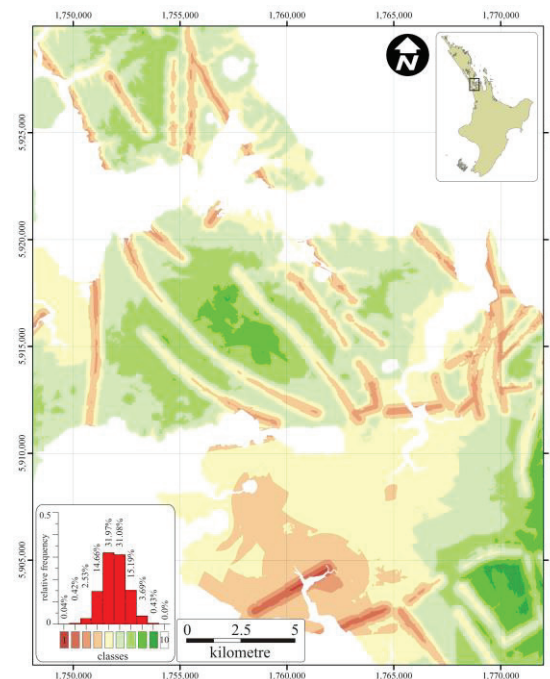 1,750,000 1,755,000 1,760,000 1,765,000 1,770,000
N
5,925,000
5,920,000
5,915,000
5,910,000
5,905,000
0.5
0
relative frequency
0.04%
0.42%
2.53%
14.66%
31.97%
31.08%
15.19%
3.69%
0.43%
0.0%
1 10
classes
0 2.5 5
kilometre
1,750,000 1,755,000 1,760,000 1,765,000 1,770,000